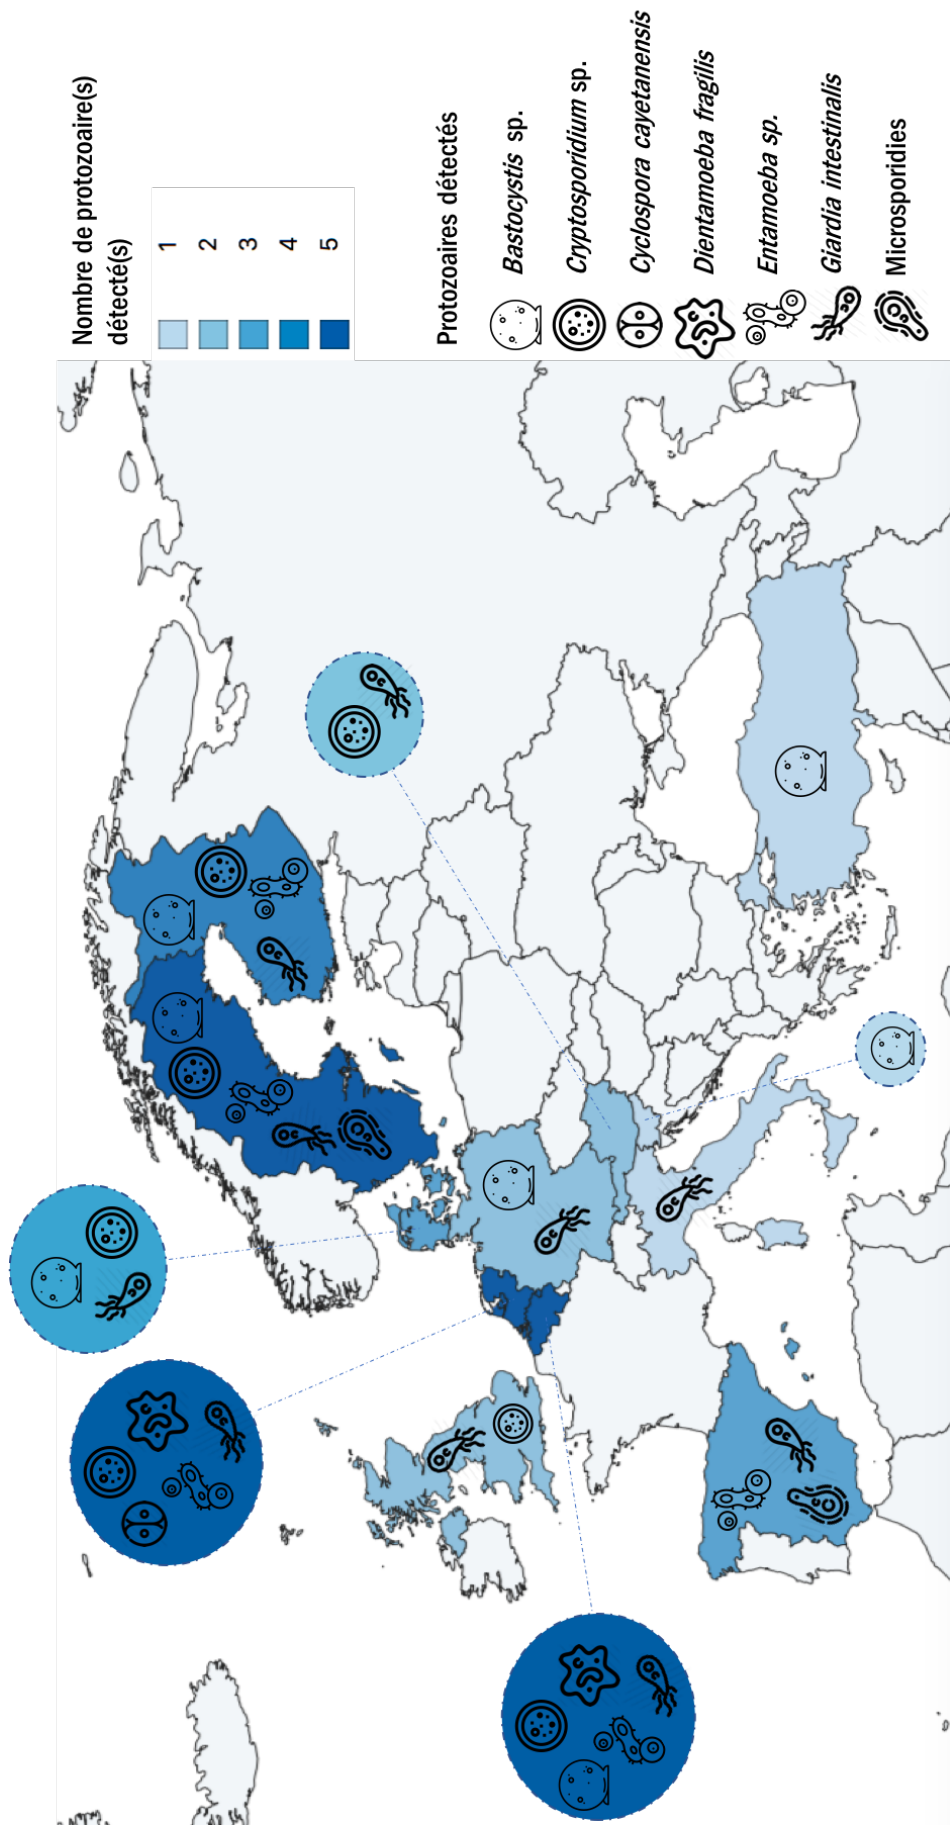 Nombre de protozoaire(s)
détecté(s)
1
2
3
4
5
Protozoaires détectés
Bastocystis sp.
Cryptosporidium sp.
Cyclospora cayetanensis
Dientamoeba fragilis
Entamoeba sp.
Giardia intestinalis
Microsporidies